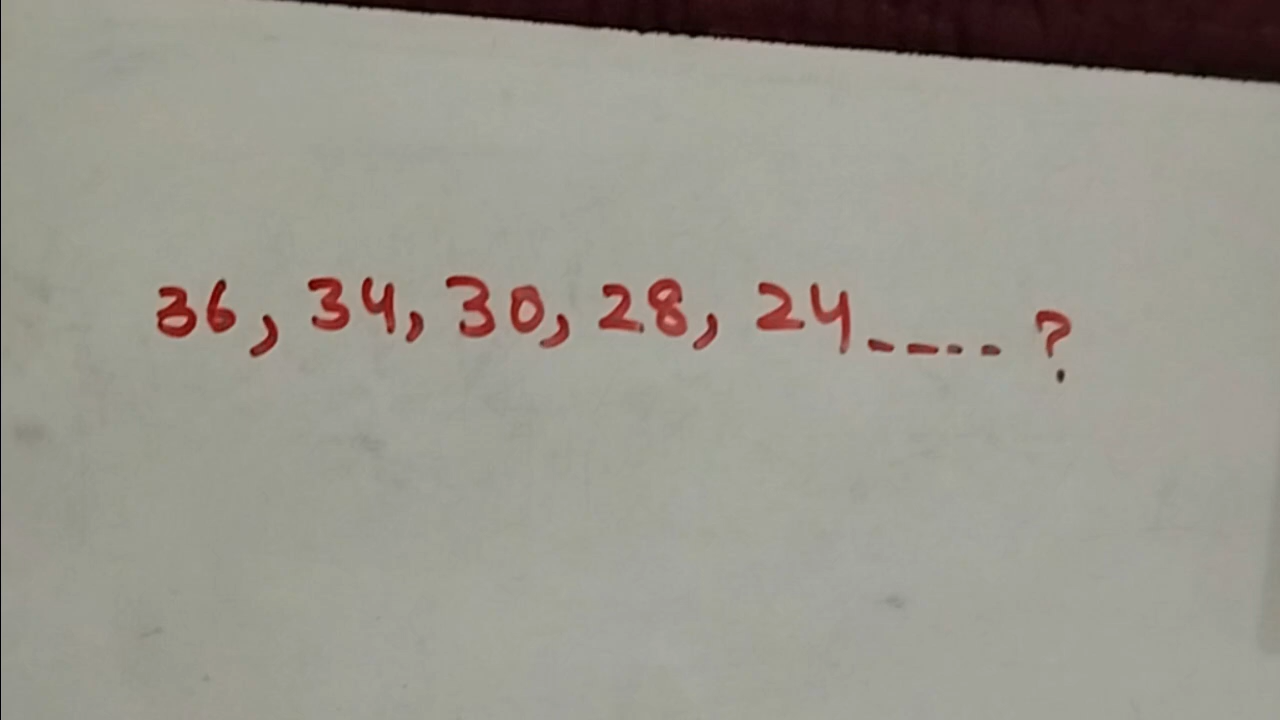 36, 34, 30, 28, 24---- ?